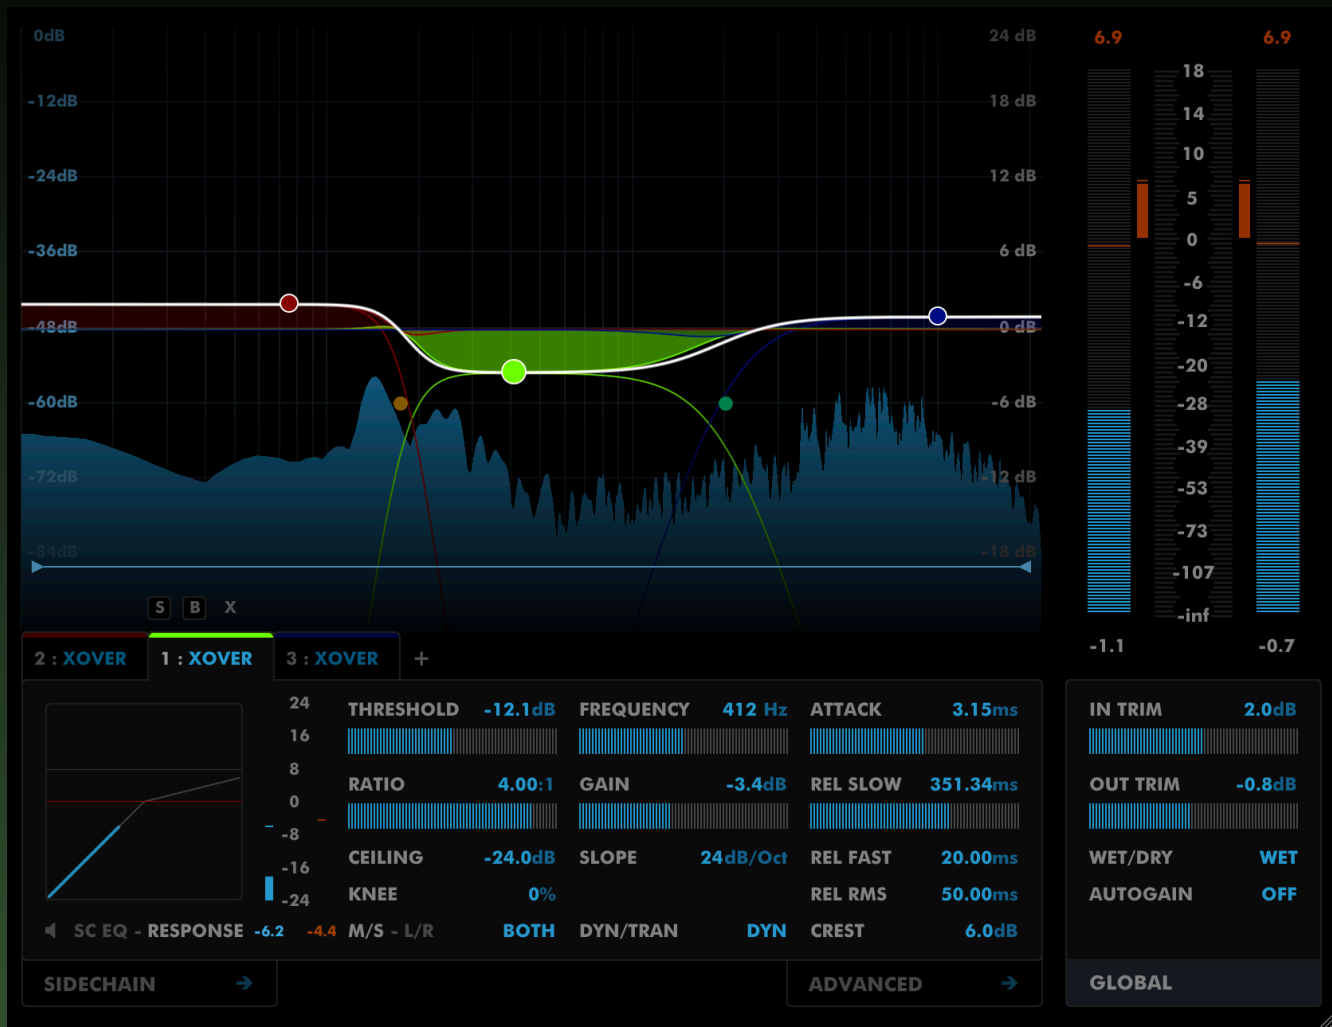 0dB 24 dB 6.9 6.9
-12dB 18 dB 18
-24dB 12 dB 14
-36dB 6 dB 10
-48dB 0 dB 5
-60dB -6 dB 0
-72dB -12 dB -6
-84dB -18 dB -12
-20
-28
-39
-53
-73
-107
-inf
-1.1 -0.7
S B X
2 : XOVER 1 : XOVER 3 : XOVER +
24
16
8
0
-8
-16
-24
SC EQ - RESPONSE -6.2 -4.4
THRESHOLD -12.1dB
RATIO 4.00:1
CEILING -24.0dB
KNEE 0%
M/S - L/R BOTH
FREQUENCY 412 Hz
GAIN -3.4dB
SLOPE 24dB/Oct
DYN/TRAN DYN
ATTACK 3.15ms
REL SLOW 351.34ms
REL FAST 20.00ms
REL RMS 50.00ms
CREST 6.0dB
IN TRIM 2.0dB
OUT TRIM -0.8dB
WET/DRY WET
AUTOGAIN OFF
SIDECHAIN →
ADVANCED →
GLOBAL